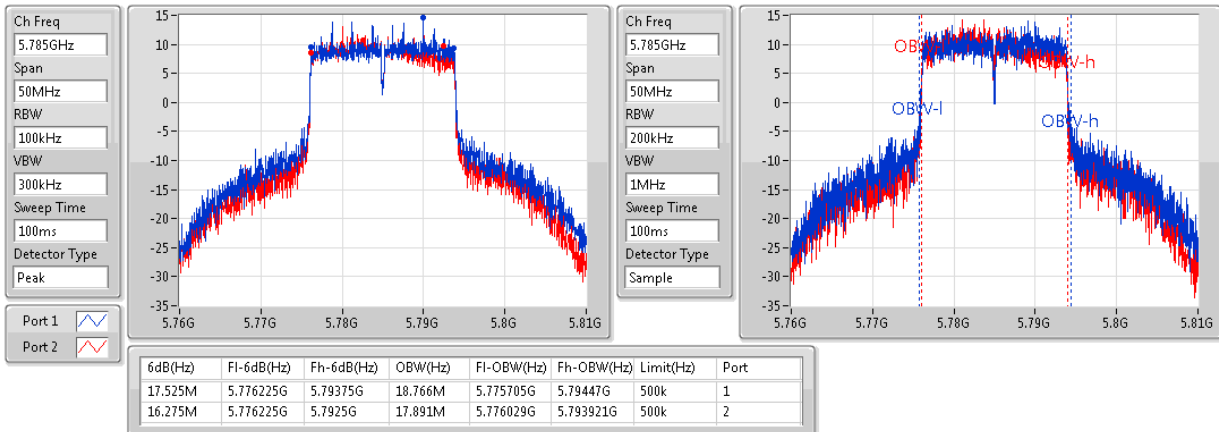 Ch Freq
5.785GHz
Span
50MHz
RBW
100kHz
VBW
300kHz
Sweep Time
100ms
Detector Type
Peak
Port 1
Port 2
15-
10-
5-
0-
-5-
-10-
-15-
-20-
-25-
-30-
-35-
5.76G 5.77G 5.78G 5.79G 5.8G 5.81G
Ch Freq
5.785GHz
Span
50MHz
RBW
200kHz
VBW
1MHz
Sweep Time
100ms
Detector Type
Sample
15-
10-
5-
0-
-5-
-10-
-15-
-20-
-25-
-30-
-35-
OBW-h
OBW-l
OBW-h
5.76G 5.77G 5.78G 5.79G 5.8G 5.81G
6dB(Hz) Fl-6dB(Hz) Fh-6dB(Hz) OBW(Hz) Fl-OBW(Hz) Fh-OBW(Hz) Limit(Hz) Port
17.525M 5.776225G 5.79375G 18.766M 5.775705G 5.79447G 500k 1
16.275M 5.776225G 5.7925G 17.891M 5.776029G 5.793921G 500k 2